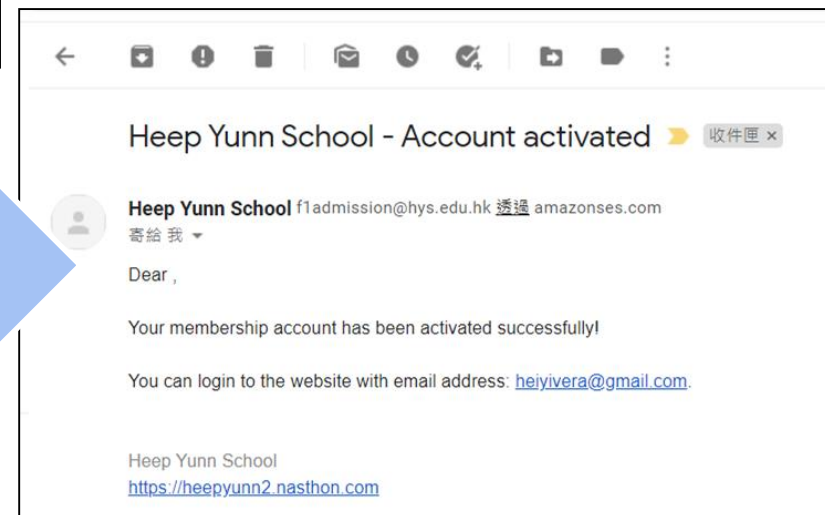 Heep Yunn School - Account activated 收件匣 ×
Heep Yunn School f1admission@hys.edu.hk 透過 amazonses.com
寄給 我
Dear ,
Your membership account has been activated successfully!
You can login to the website with email address: heiyivera@gmail.com.
Heep Yunn School
https://heepyunn2.nasthon.com